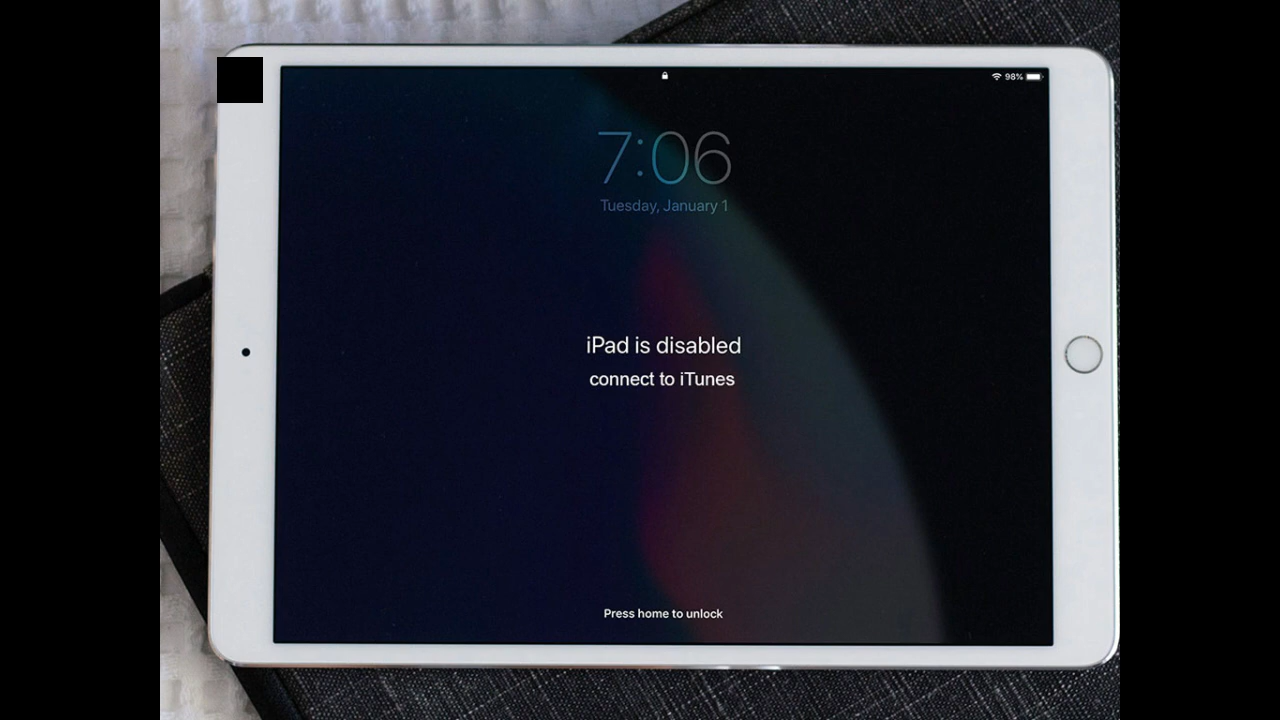 98%
7:06
Tuesday, January 1
iPad is disabled
connect to iTunes
Press home to unlock